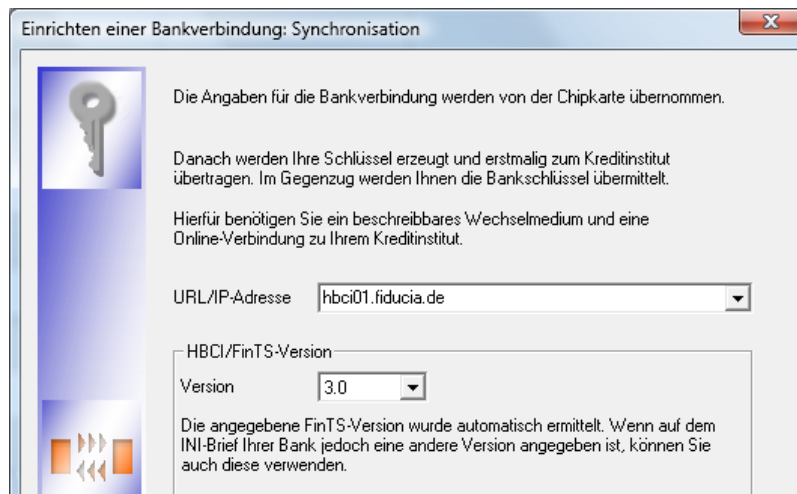 Einrichten einer Bankverbindung: Synchronisation
Die Angaben für die Bankverbindung werden von der Chipkarte übernommen.
Danach werden Ihre Schlüssel erzeugt und erstmalig zum Kreditinstitut
übertragen. Im Gegenzug werden Ihnen die Bankschlüssel übermittelt.
Hierfür benötigen Sie ein beschreibbares Wechselmedium und eine
Online-Verbindung zu Ihrem Kreditinstitut.
URL/IP-Adresse hbci01.fiducia.de
HBCI/FinTS-Version
Version 3.0
Die angegebene FinTS-Version wurde automatisch ermittelt. Wenn auf dem
INI-Brief Ihrer Bank jedoch eine andere Version angegeben ist, können Sie
auch diese verwenden.